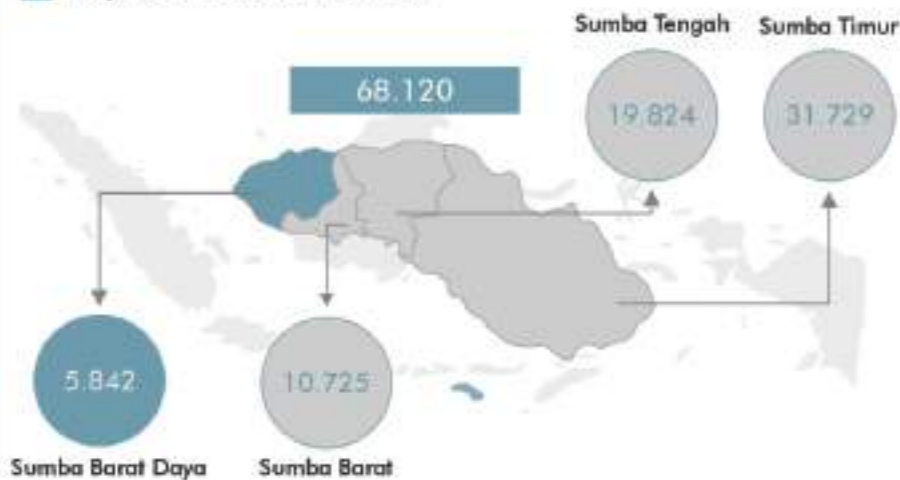 Sumba Tengah
Sumba Timur
68.120
19.824
31.729
5.842
10.725
Sumba Barat Daya
Sumba Barat